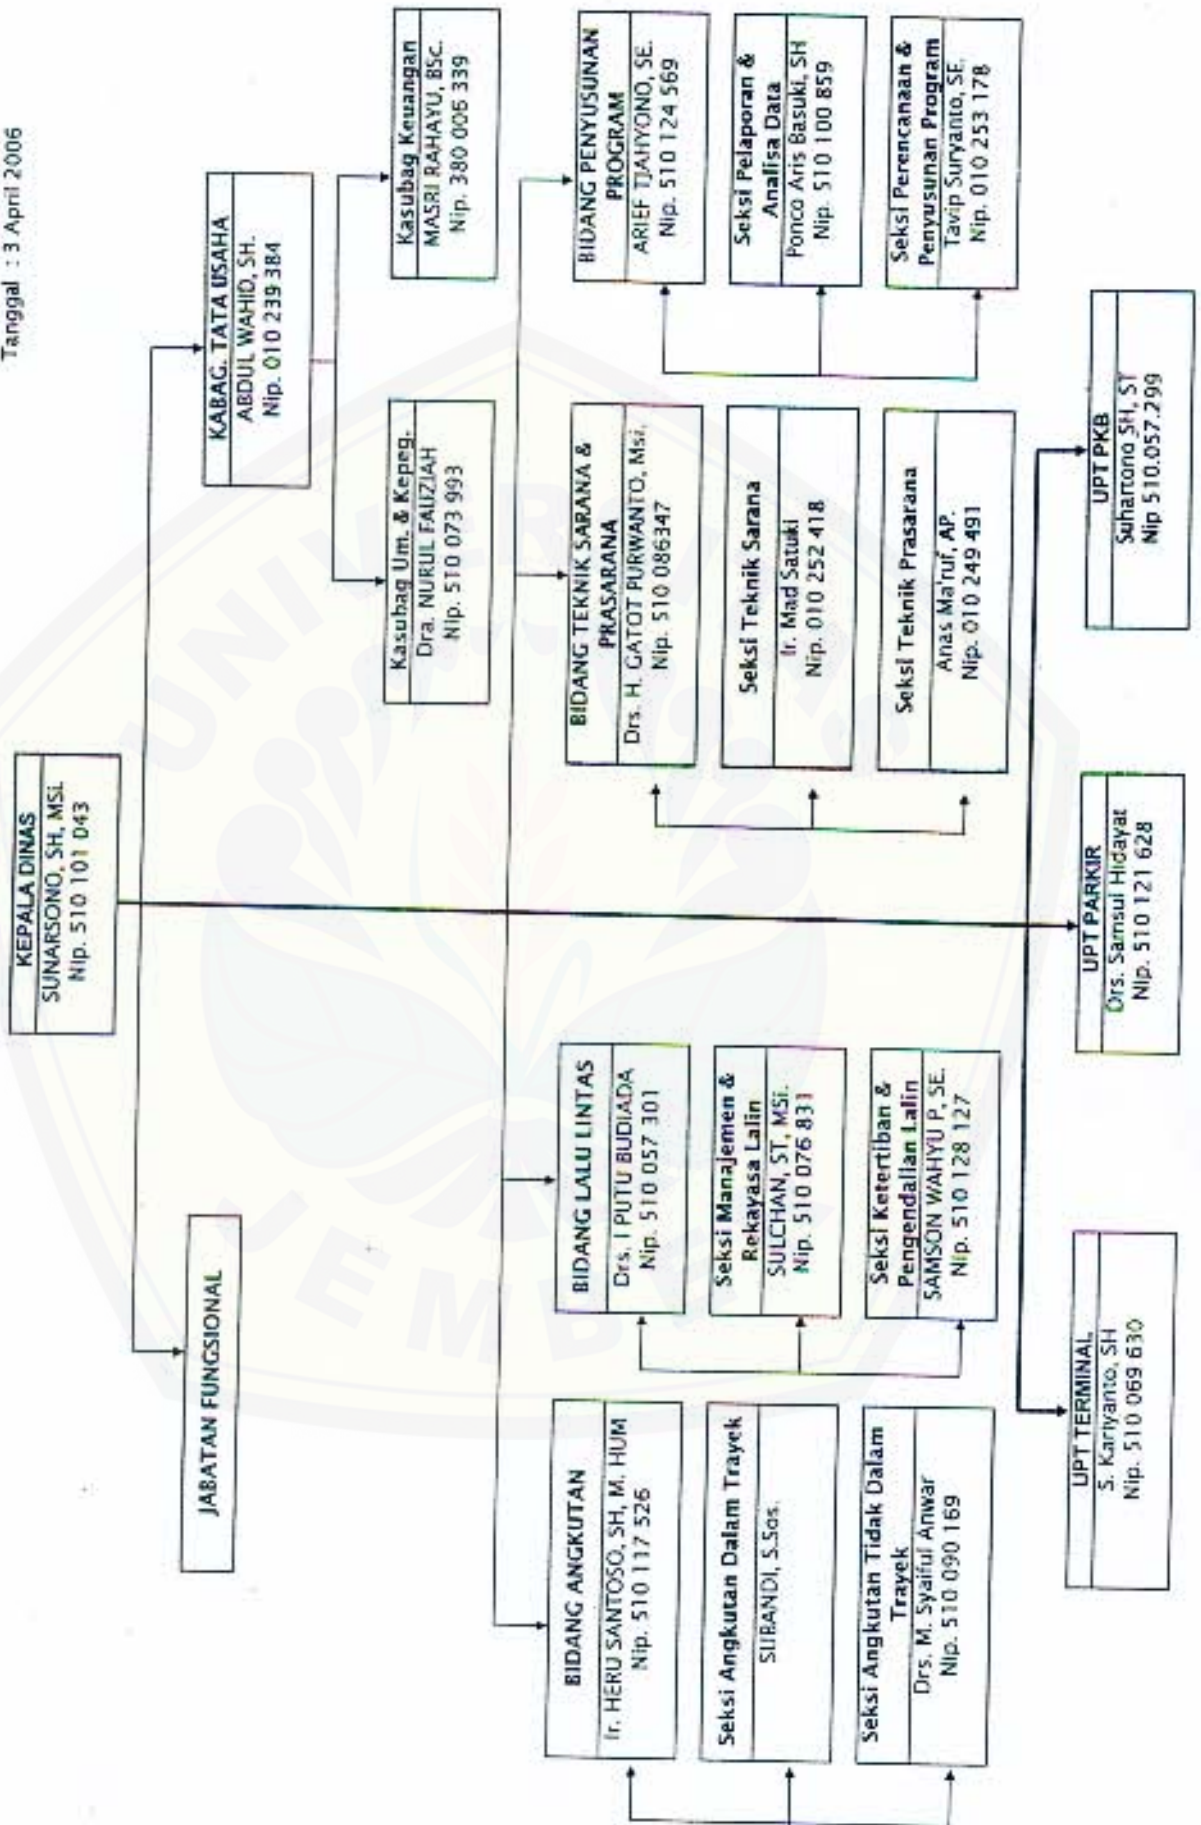 Tanggal : 3 April 2006
KEPALA DINAS
SUNARSONO, SH, MSi.
Nip. 510 101 043
JABATAN FUNGSIONAL
KABAG. TATA USAHA
ABDUL WAHID, SH.
Nip. 010 239 384
Kasubag Um. & Kepeg.
Dra. NURUL FAUZIAH
Nip. 510 073 993
Kasubag Keuangan
MASRI RAHAYU, BSc.
Nip. 380 006 339
BIDANG ANGKUTAN
Ir. HERU SANTOSO, SH, M. HUM
Nip. 510 117 526
Seksi Angkutan Dalam Trayek
SUBANDI, S.Sos.
Seksi Angkutan Tidak Dalam
Trayek
Drs. M. Syaiful Anwar
Nip. 510 090 169
BIDANG LALU LINTAS
Drs. I PUTU BUDIADA
Nip. 510 057 301
Seksi Manajemen &
Rekayasa Lalin
SULCHAN, ST, MSi.
Nip. 510 076 831
Seksi Ketertiban &
Pengendalian Lalin
SAMSON WAHYU P, SE.
Nip. 510 128 127
BIDANG TEKNIK SARANA &
PRASARANA
Drs. H. GATOT PURWANTO, Msi.
Nip. 510 086347
Seksi Teknik Sarana
Ir. Mad Satuki
Nip. 010 252 418
Seksi Teknik Prasarana
Anas Ma'ruf, AP.
Nip. 010 249 491
BIDANG PENYUSUNAN
PROGRAM
ARIEF TJAHYONO, SE.
Nip. 510 124 569
Seksi Pelaporan &
Analisa Data
Ponco Aris Basuki, SH
Nip. 510 100 859
Seksi Perencanaan &
Penyusunan Program
Tavip Suryanto, SE.
Nip. 010 253 178
UPT TERMINAL
S. Kariyanto, SH
Nip. 510 069 630
UPT PARKIR
Drs. Samsul Hidayat
Nip. 510 121 628
UPT PKB
Suhartono SH, ST
Nip 510.057.299
UNIVERSITAS
JEMBER